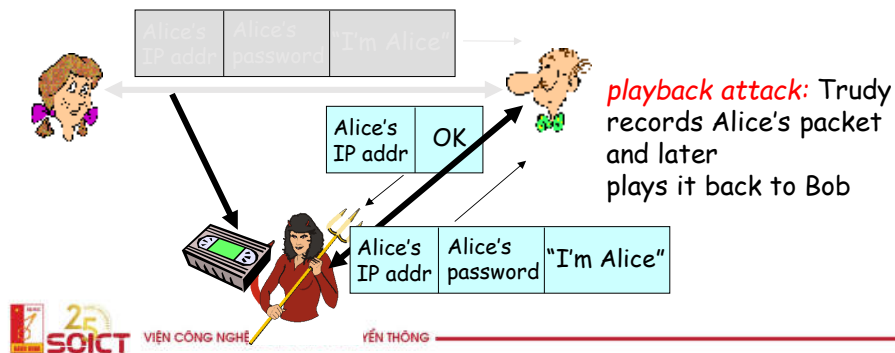 Alice's
IP addr
Alice's
password
"I'm Alice"
playback attack: Trudy
records Alice's packet
and later
plays it back to Bob
Alice's
IP addr
OK
Alice's
IP addr
Alice's
password
"I'm Alice"
25
SOICT
VIỆN CÔNG NGHỆ
YỀN THÔNG